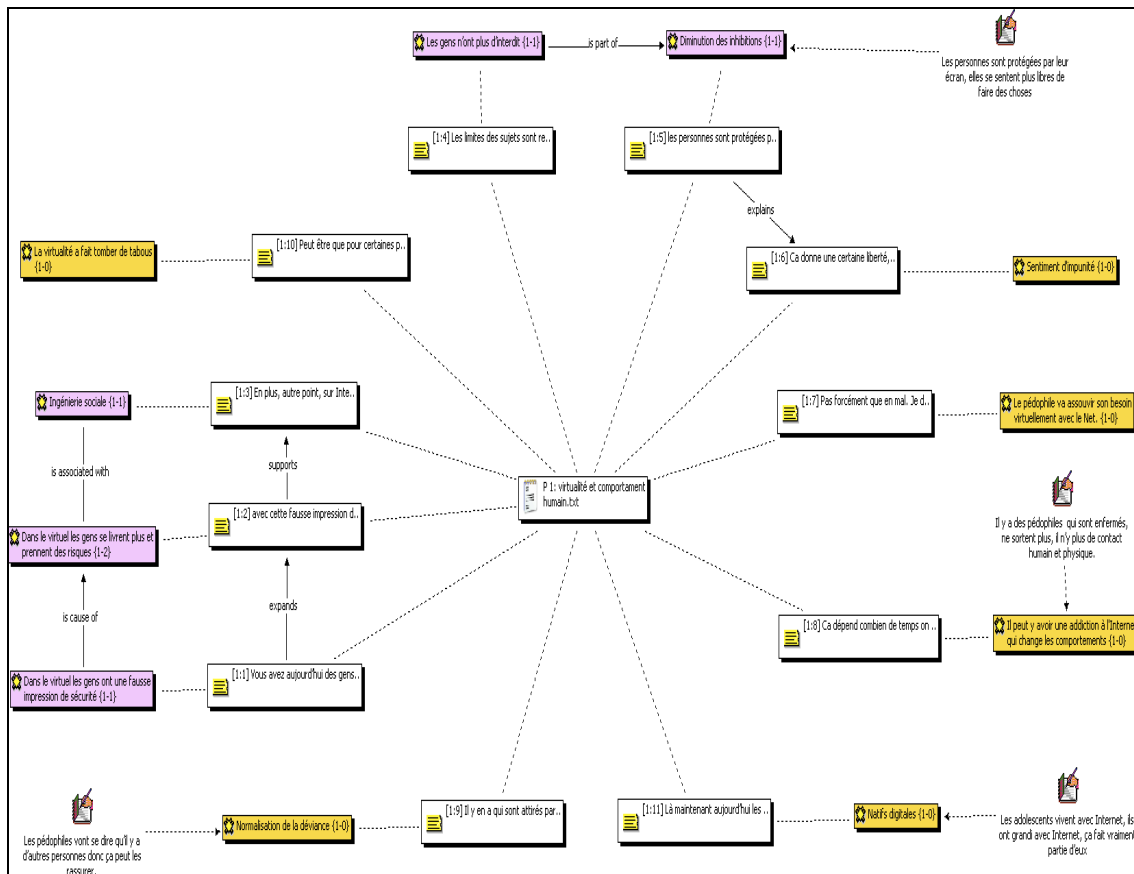 Les gens n'ont plus d'interdit {1-1}
is part of
Diminution des inhibitions {1-1}
Les personnes sont protégées par leur
écran, elles se sentent plus libres de
faire des choses
[1:4] Les limites des sujets sont re..
[1:5] les personnes sont protégées p..
explains
La virtualité a fait tomber de tabous
{1-0}
[1:10] Peut être que pour certaines p..
[1:6] Ca donne une certaine liberté,..
Sentiment d'impunité {1-0}
Ingénierie sociale {1-1}
[1:3] En plus, autre point, sur Inte..
[1:7] Pas forcément que en mal. Je d..
Le pédophile va assouvir son besoin
virtuellement avec le Net. {1-0}
is associated with
supports
P 1: virtualité et comportament
humain.txt
Dans le virtuel les gens se livrent plus et
prennent des risques {1-2}
[1:2] avec cette fausse impression d..
Il y a des pédophiles qui sont enfermés,
ne sortent plus, il n'y plus de contact
humain et physique.
is cause of
expands
[1:8] Ca dépend combien de temps on ..
Il peut y avoir une addiction à l'Internet
qui change les comportements {1-0}
Dans le virtuel les gens ont une fausse
impression de sécurité {1-1}
[1:1] Vous avez aujourd'hui des gens..
Les pédophiles vont se dire qu'il y a
d'autres personnes donc ça peut les
rassurer.
Normalisation de la déviance {1-0}
[1:9] Il y en a qui sont attirés par..
[1:11] Là maintenant aujourd'hui les ..
Natifs digitales {1-0}
Les adolescents vivent avec Internet, ils
ont grandi avec Internet, ça fait vraiment
partie d'eux